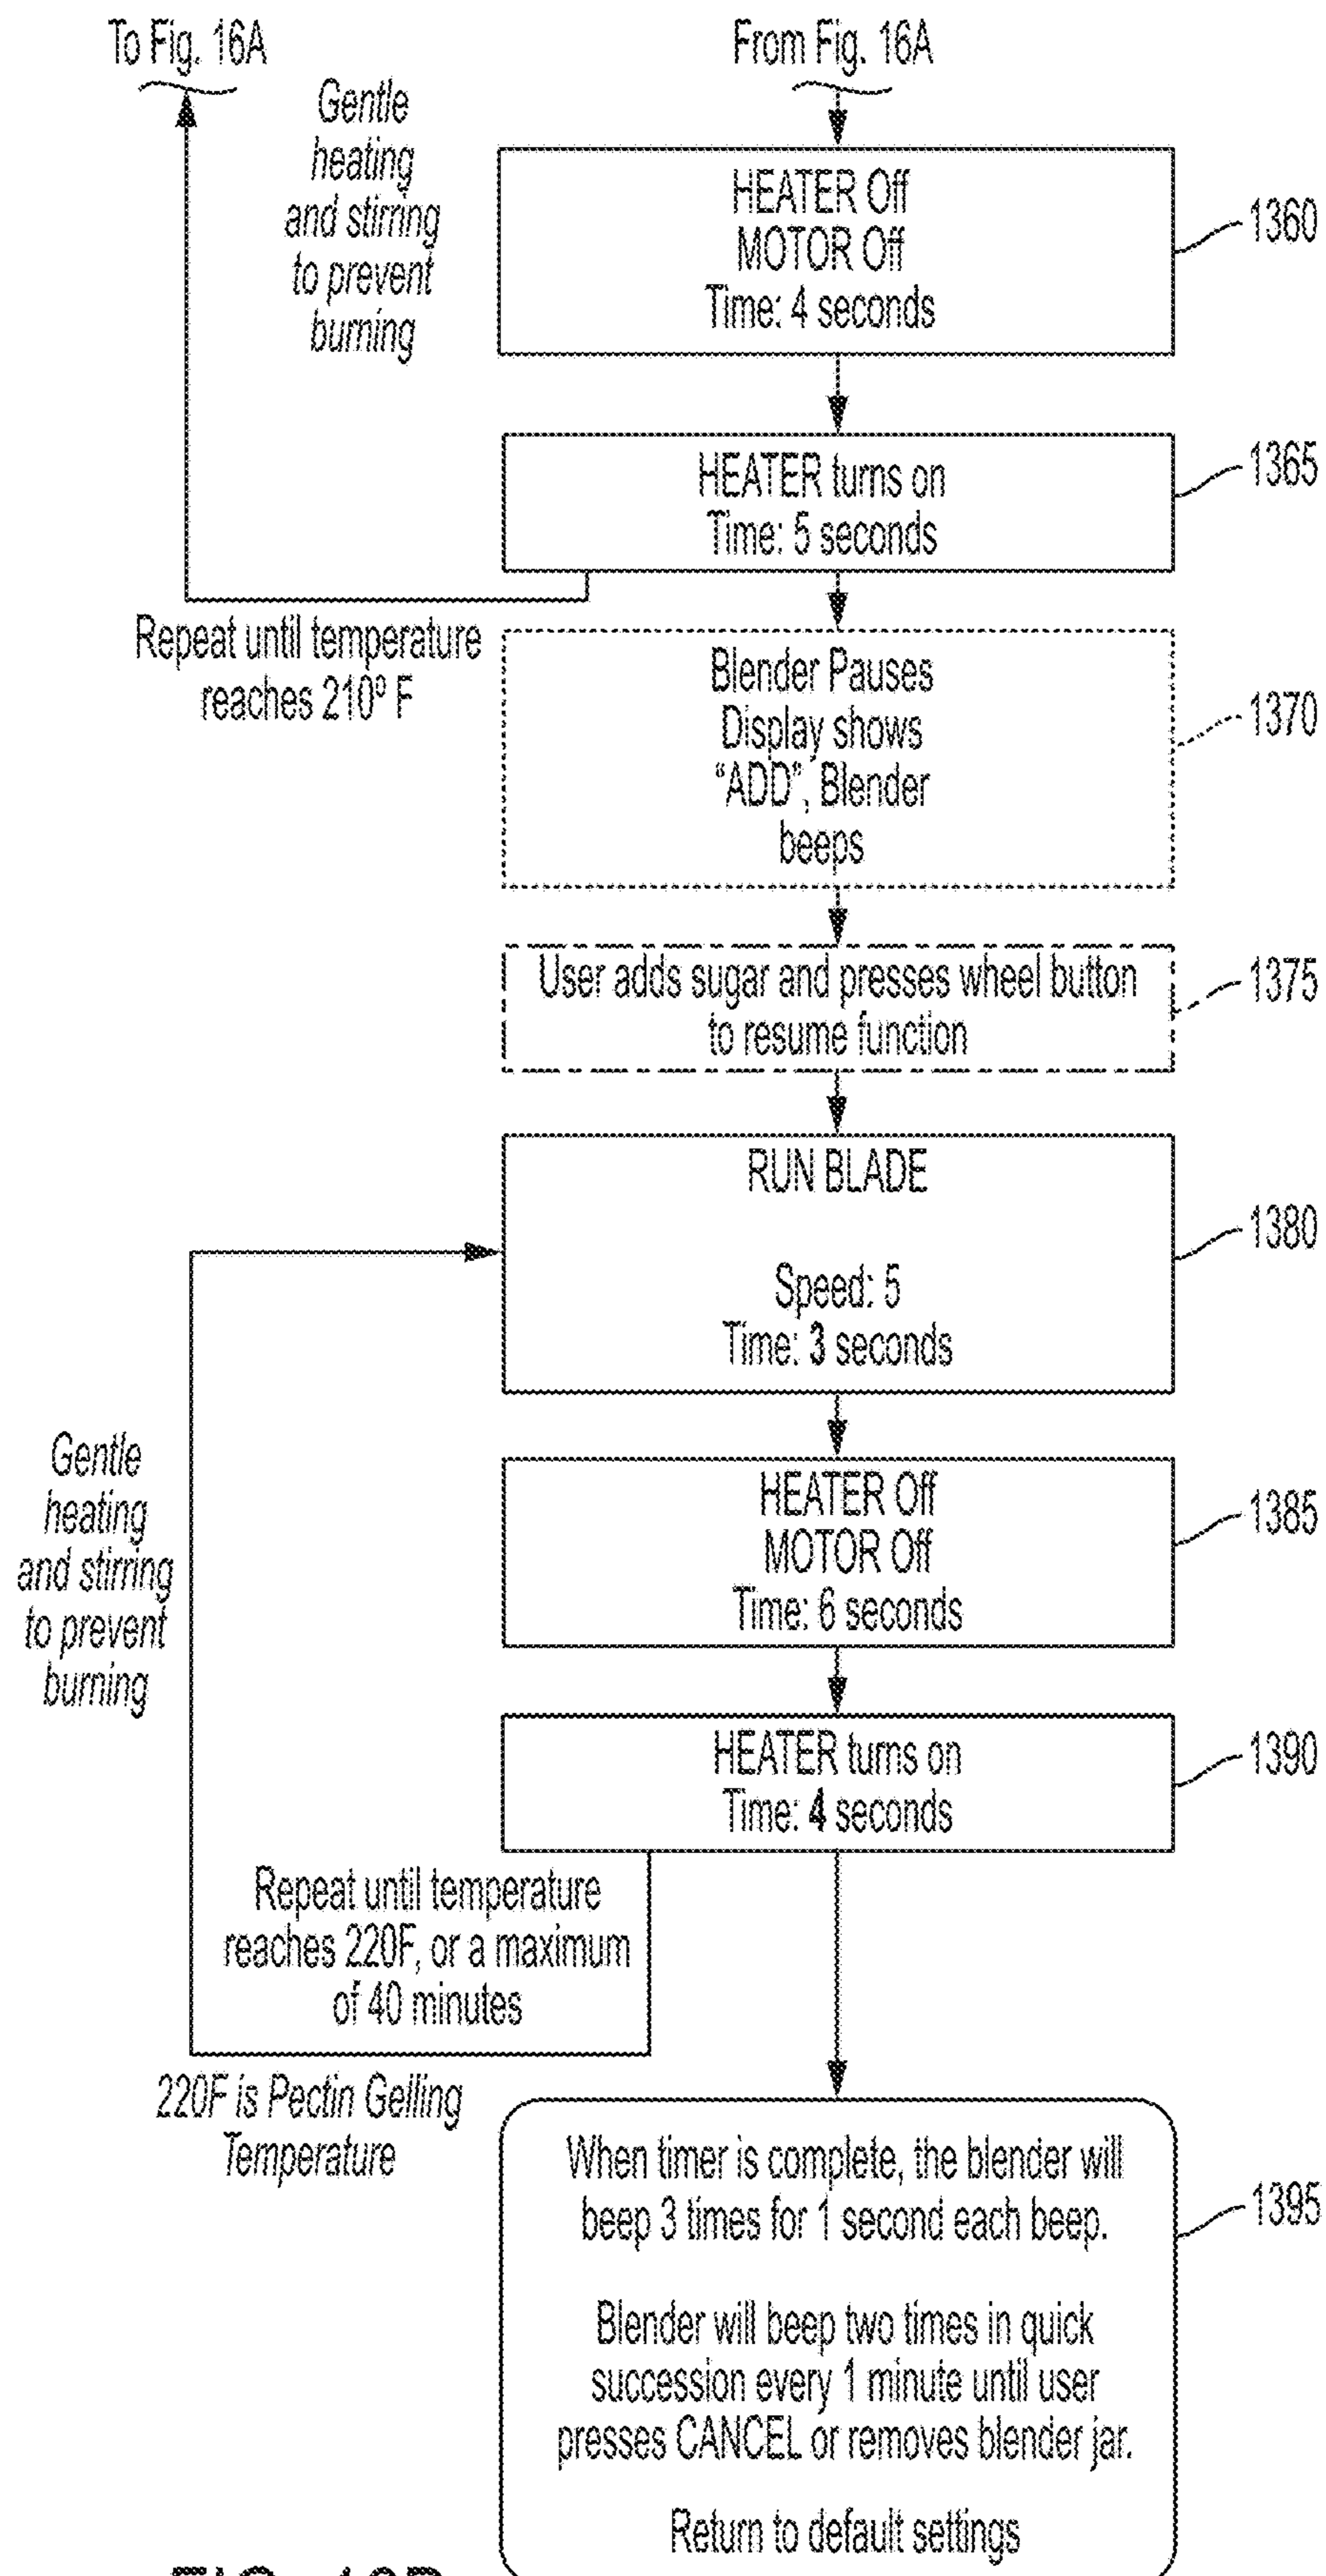 To Fig. 16A
From Fig. 16A
Gentle
heating
and stirring
to prevent
burning
HEATER Off
MOTOR Off
Time: 4 seconds
1360
HEATER turns on
Time: 5 seconds
1365
Repeat until temperature
reaches 210º F
Blender Pauses
Display shows
“ADD”, Blender
beeps
1370
User adds sugar and presses wheel button
to resume function
1375
RUN BLADE
Speed: 5
Time: 3 seconds
1380
Gentle
heating
and stirring
to prevent
burning
HEATER Off
MOTOR Off
Time: 6 seconds
1385
HEATER turns on
Time: 4 seconds
1390
Repeat until temperature
reaches 220F, or a maximum
of 40 minutes
220F is Pectin Gelling
Temperature
When timer is complete, the blender will
beep 3 times for 1 second each beep.
Blender will beep two times in quick
succession every 1 minute until user
presses CANCEL or removes blender jar.
Return to default settings
1395